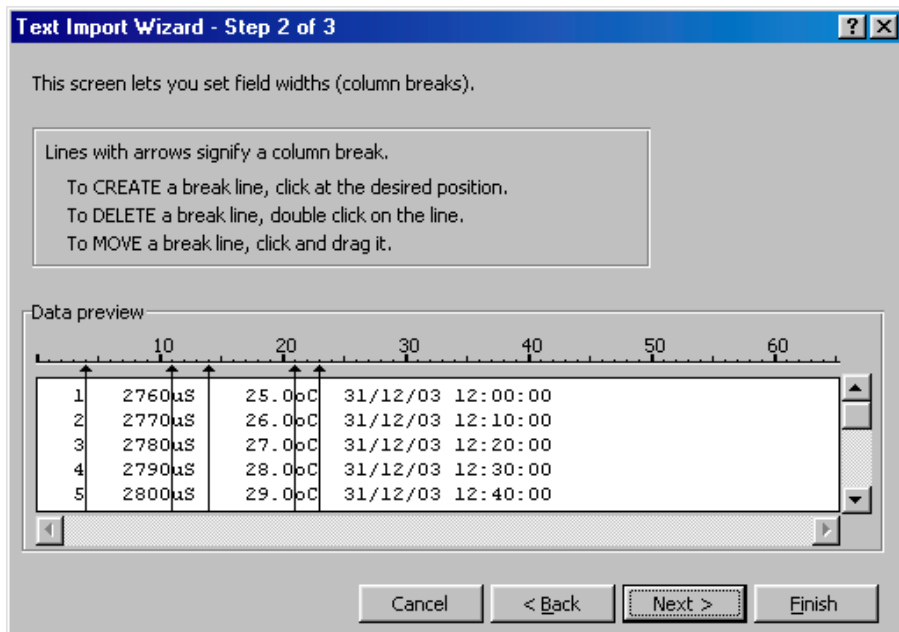 Text Import Wizard - Step 2 of 3
This screen lets you set field widths (column breaks).
Lines with arrows signify a column break.
To CREATE a break line, click at the desired position.
To DELETE a break line, double click on the line.
To MOVE a break line, click and drag it.
Data preview
10 20 30 40 50 60
1 2760uS 25.0oC 31/12/03 12:00:00
2 2770uS 26.0oC 31/12/03 12:10:00
3 2780uS 27.0oC 31/12/03 12:20:00
4 2790uS 28.0oC 31/12/03 12:30:00
5 2800uS 29.0oC 31/12/03 12:40:00
Cancel < Back Next > Finish